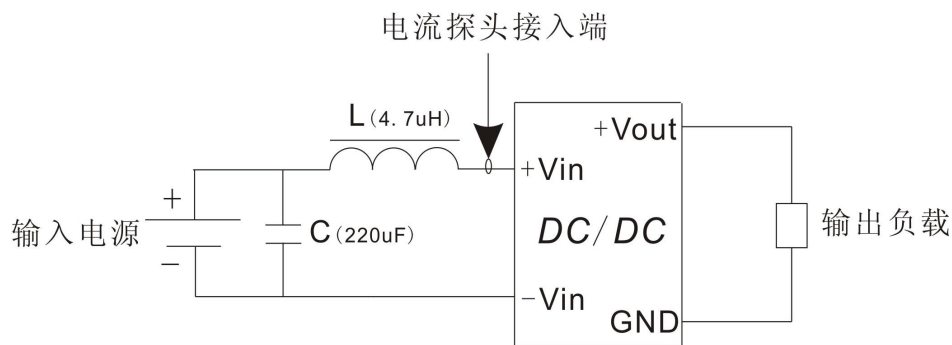 电流探头接入端
L(4.7uH)
+Vout
+Vin
+
输入电源
C(220uF)
DC/DC
输出负载
−
−Vin
GND